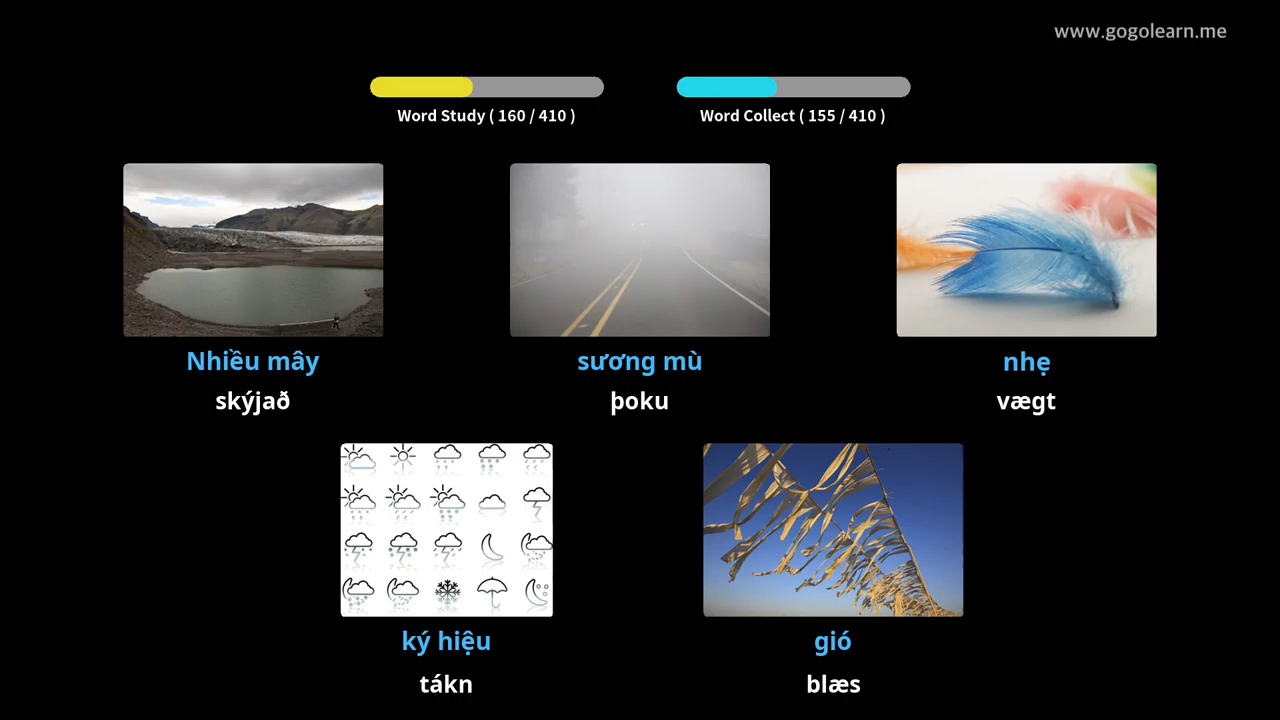 www.gogolearn.me
Word Study ( 160 / 410 )
Word Collect ( 155 / 410 )
Nhiều mây
skýjað
sương mù
þoku
nhẹ
vægt
ký hiệu
tákn
gió
blæs